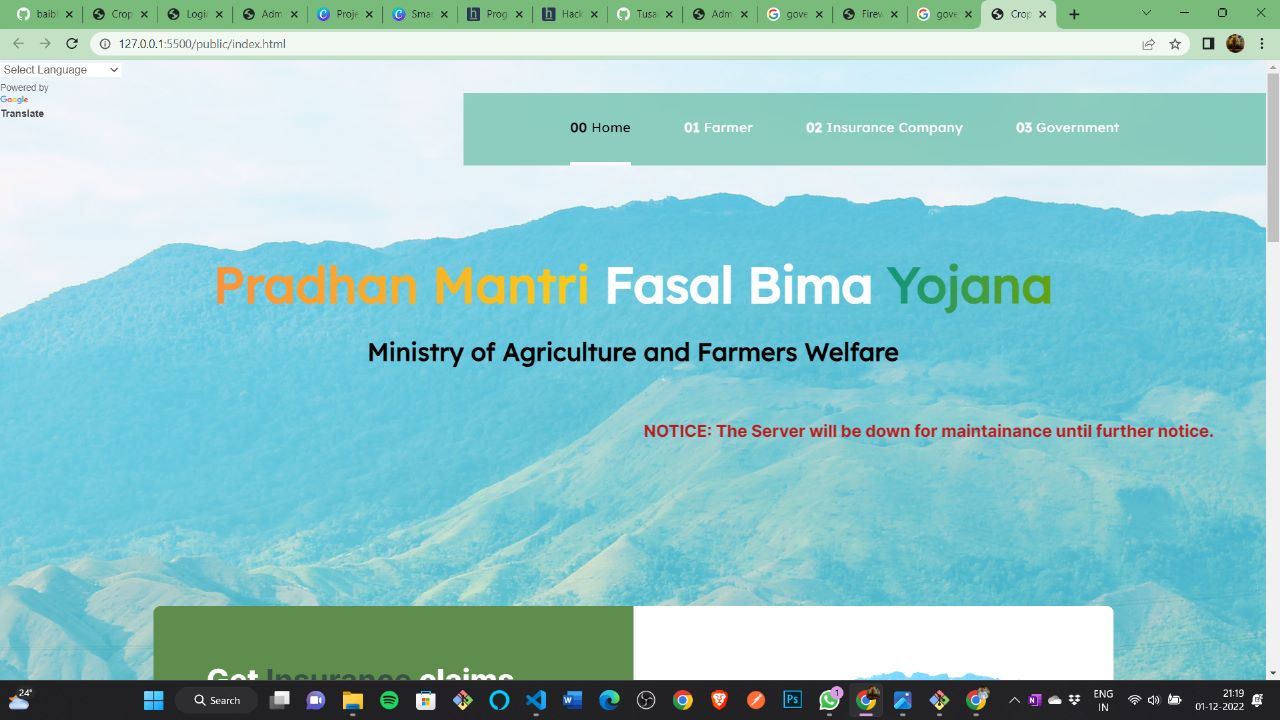 baibl
Crop
Login
Adm
Proje
Smar
Prog
Hack
Tusa
Adm
gove
Firew
gove
Crop
127.0.0.1:5500/public/index.html
Select Language
Powered by
Google
Translate
00 Home
01 Farmer
02 Insurance Company
03 Government
Pradhan Mantri Fasal Bima Yojana
Ministry of Agriculture and Farmers Welfare
NOTICE: The Server will be down for maintainance until further notice.
Get Insurance claims
24°
Search
1
ENG
IN
21:19
01-12-2022